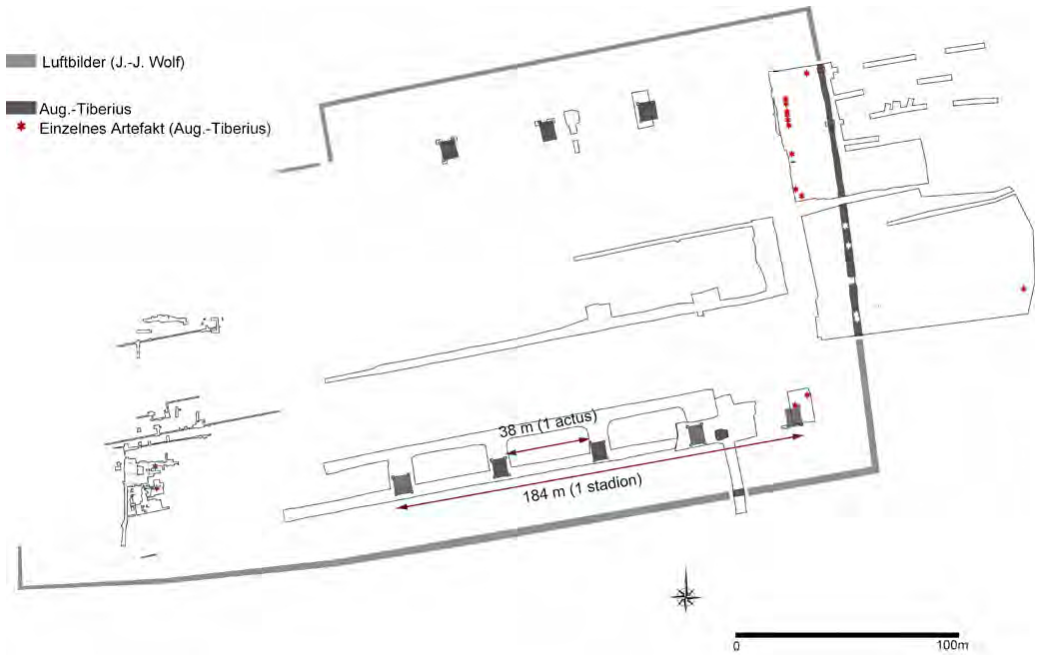 Luftbilder (J.-J. Wolf)
Aug.-Tiberius
Einzelnes Artefakt (Aug.-Tiberius)
38 m (1 actus)
184 m (1 stadion)
0 100m